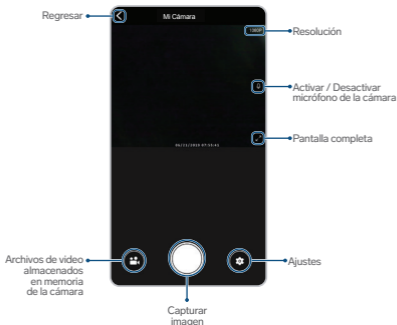 Regresar
Mi Cámara
1080P
Resolución
Activar / Desactivar
micrófono de la cámara
Pantalla completa
Archivos de video
almacenados
en memoria
de la cámara
Ajustes
Capturar
imagen